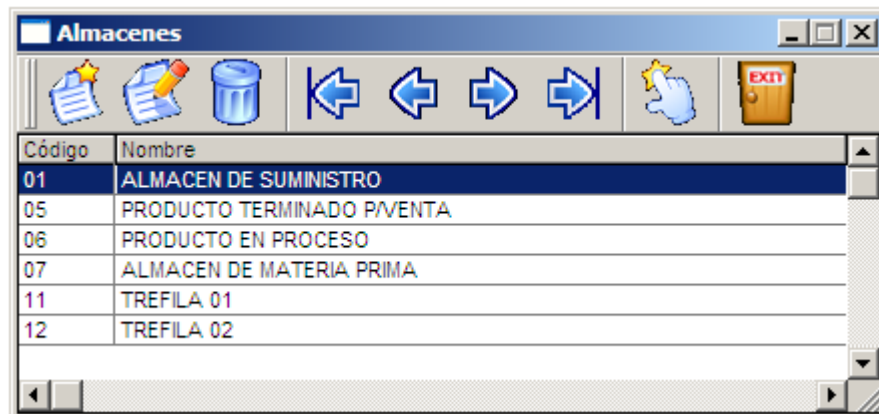 Almacenes
EXIT
Código Nombre
01 ALMACEN DE SUMINISTRO
05 PRODUCTO TERMINADO P/VENTA
06 PRODUCTO EN PROCESO
07 ALMACEN DE MATERIA PRIMA
11 TREFILA 01
12 TREFILA 02